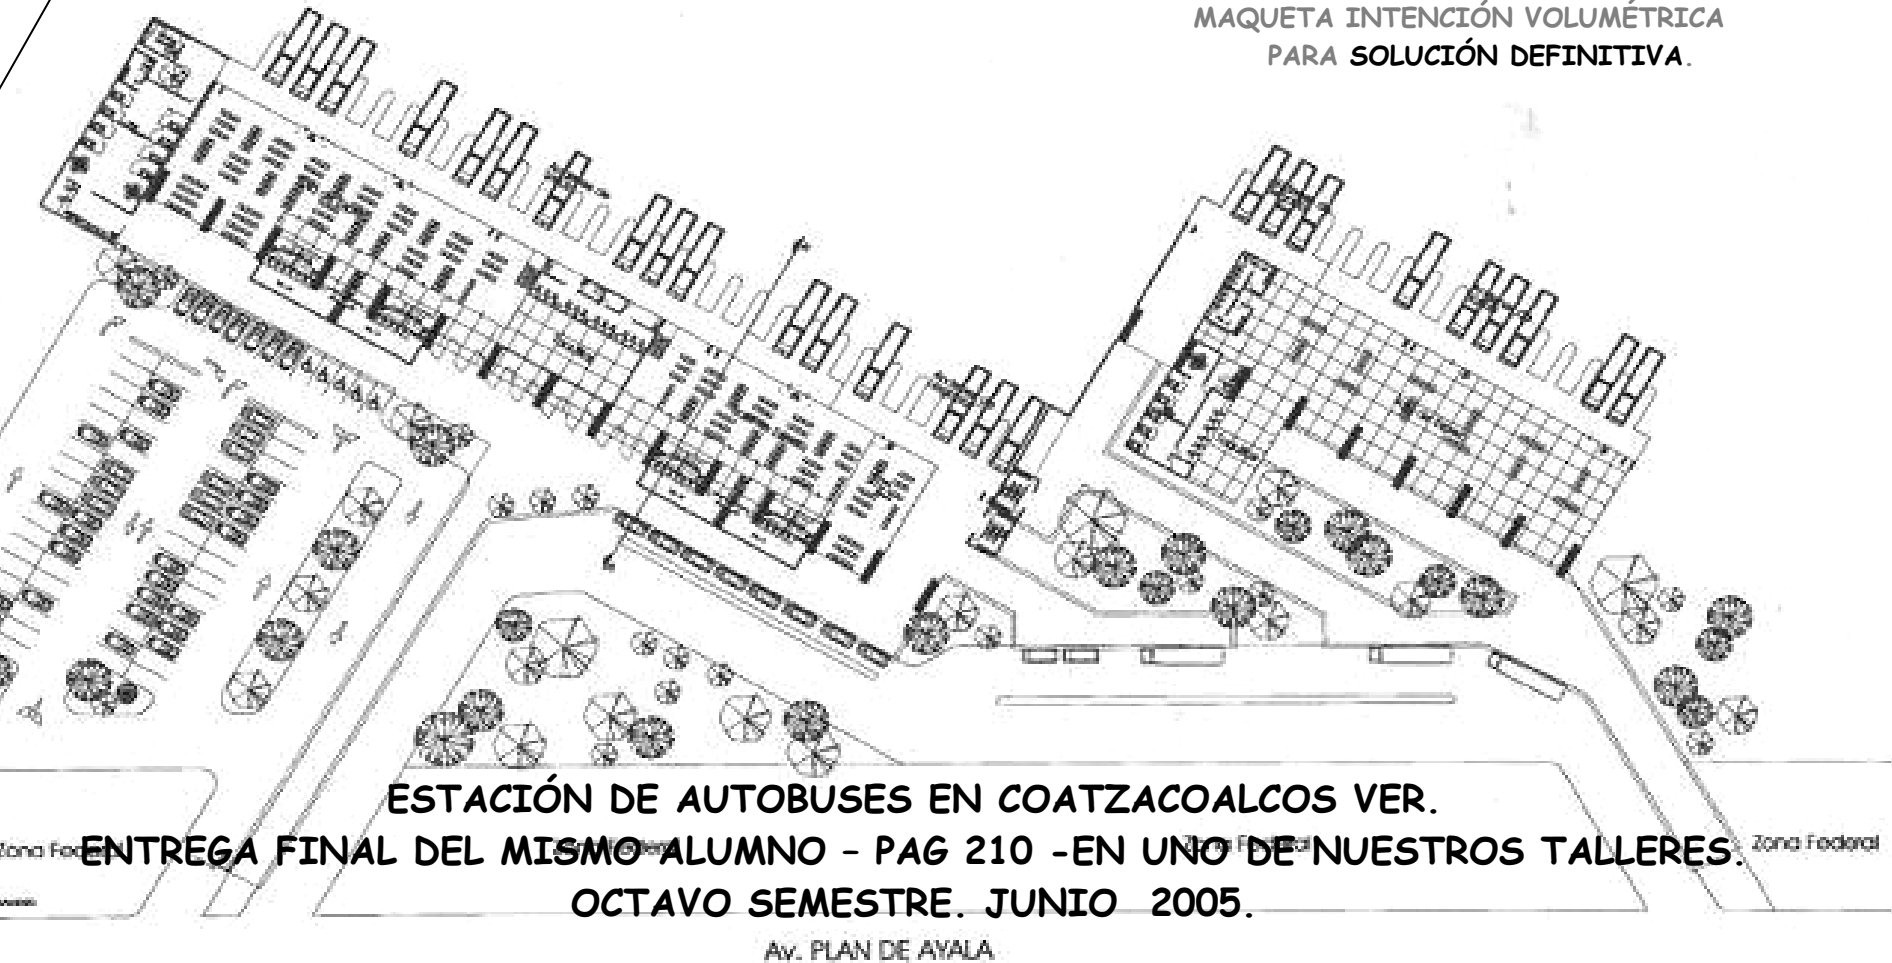 MAQUETA INTENCIÓN VOLUMÉTRICA
PARA SOLUCIÓN DEFINITIVA.
ESTACIÓN DE AUTOBUSES EN COATZACOALCOS VER.
ENTREGA FINAL DEL MISMO ALUMNO – PAG 210 -EN UNO DE NUESTROS TALLERES.
Zona Federal
OCTAVO SEMESTRE. JUNIO 2005.
Av. PLAN DE AYALA